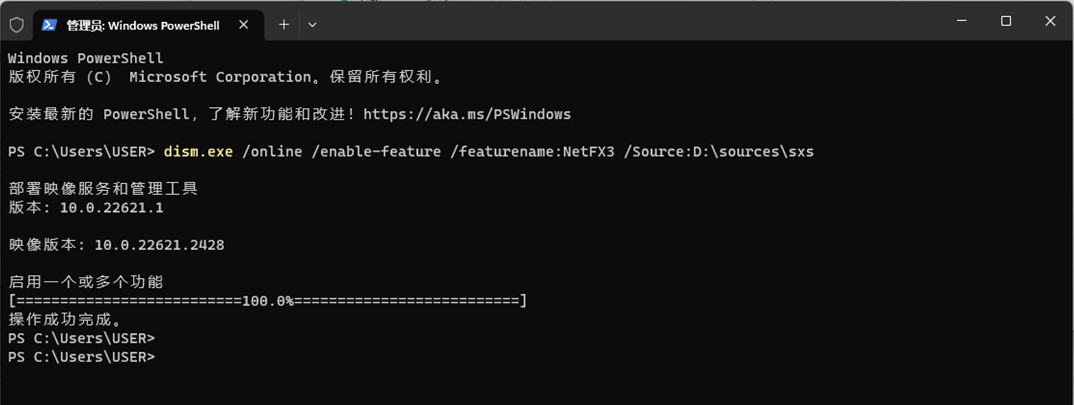 管理员: Windows PowerShell
Windows PowerShell
版权所有 (C) Microsoft Corporation。保留所有权利。
安装最新的 PowerShell，了解新功能和改进！https://aka.ms/PSWindows
PS C:\Users\USER> dism.exe /online /enable-feature /featurename:NetFX3 /Source:D:\sources\sxs
部署映像服务和管理工具
版本: 10.0.22621.1
映像版本: 10.0.22621.2428
启用一个或多个功能
[==========================100.0%==========================]
操作成功完成。
PS C:\Users\USER>
PS C:\Users\USER>